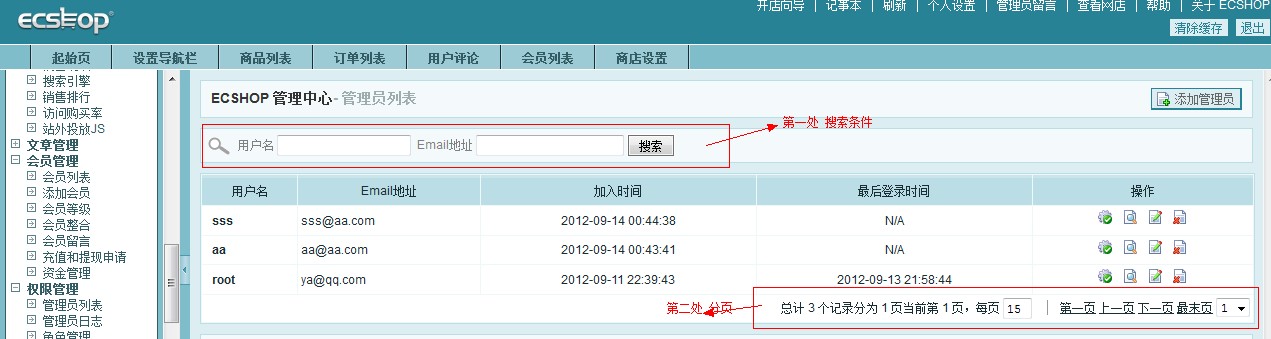 ECSHOP
开店向导 | 记事本 | 刷新 | 个人设置 | 管理员留言 | 查看网店 | 帮助 | 关于 ECSHOP
清除缓存 退出
起始页 设置导航栏 商品列表 订单列表 用户评论 会员列表 商店设置
搜索引擎
销售排行
访问购买率
站外投放JS
文章管理
会员管理
会员列表
添加会员
会员等级
会员整合
会员留言
充值和提现申请
资金管理
权限管理
管理员列表
管理员日志
角色管理
ECSHOP 管理中心 - 管理员列表
添加管理员
第一处 搜索条件
用户名 Email地址 搜索
用户名 Email地址 加入时间 最后登录时间 操作
sss sss@aa.com 2012-09-14 00:44:38 N/A
aa aa@aa.com 2012-09-14 00:43:41 N/A
root ya@qq.com 2012-09-11 22:39:43 2012-09-13 21:58:44
第二处 分页
总计 3 个记录分为 1 页当前第 1 页，每页 15 | 第一页 上一页 下一页 最末页 1